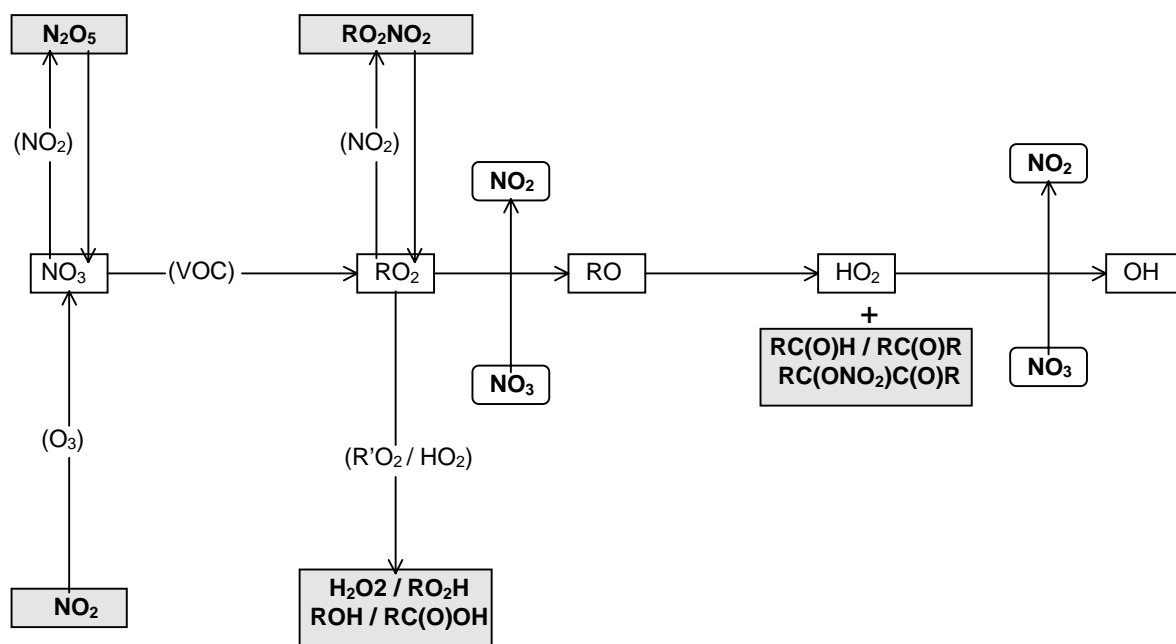 N₂O₅ RO₂NO₂
(NO₂) (NO₂)
NO₂ NO₂
NO₃ (VOC) RO₂ RO HO₂ OH
+
RC(O)H / RC(O)R
RC(ONO₂)C(O)R
NO₃ NO₃
(O₃) (R’O₂ / HO₂)
H₂O2 / RO₂H
ROH / RC(O)OH
NO₂